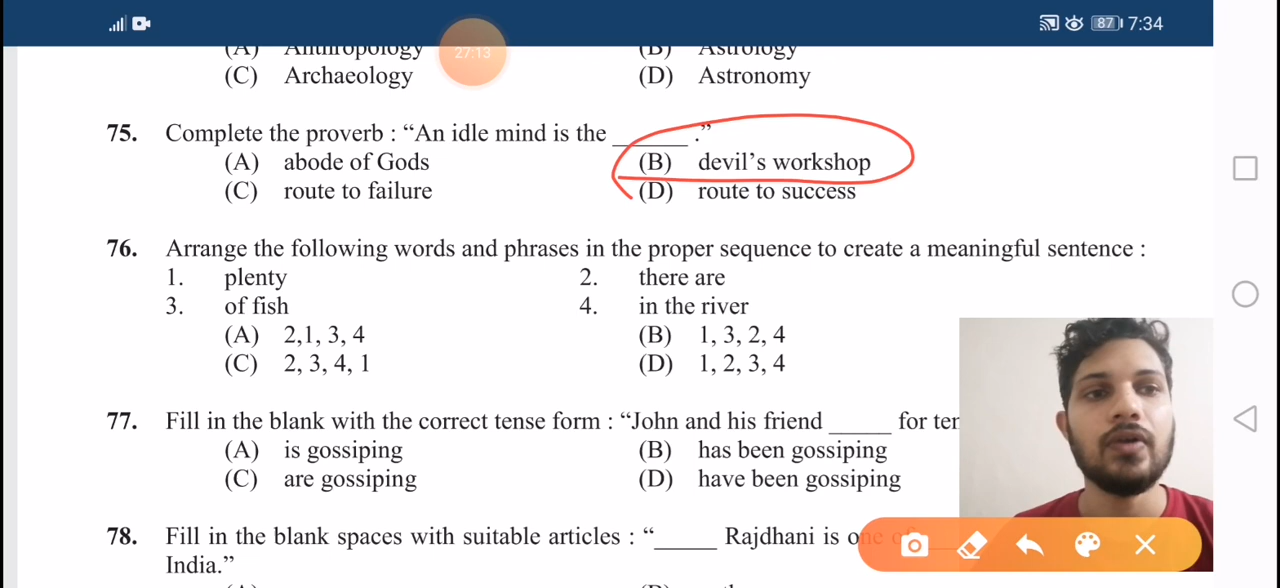 87 7:34
27:13
(A) Anthropology (B) Astrology
(C) Archaeology (D) Astronomy
75. Complete the proverb : “An idle mind is the ______ .”
(A) abode of Gods (B) devil’s workshop
(C) route to failure (D) route to success
76. Arrange the following words and phrases in the proper sequence to create a meaningful sentence :
1. plenty 2. there are
3. of fish 4. in the river
(A) 2,1, 3, 4 (B) 1, 3, 2, 4
(C) 2, 3, 4, 1 (D) 1, 2, 3, 4
77. Fill in the blank with the correct tense form : “John and his friend _____ for
(A) is gossiping (B) has been gossiping
(C) are gossiping (D) have been gossiping
78. Fill in the blank spaces with suitable articles : “_____ Rajdhani is
India.”